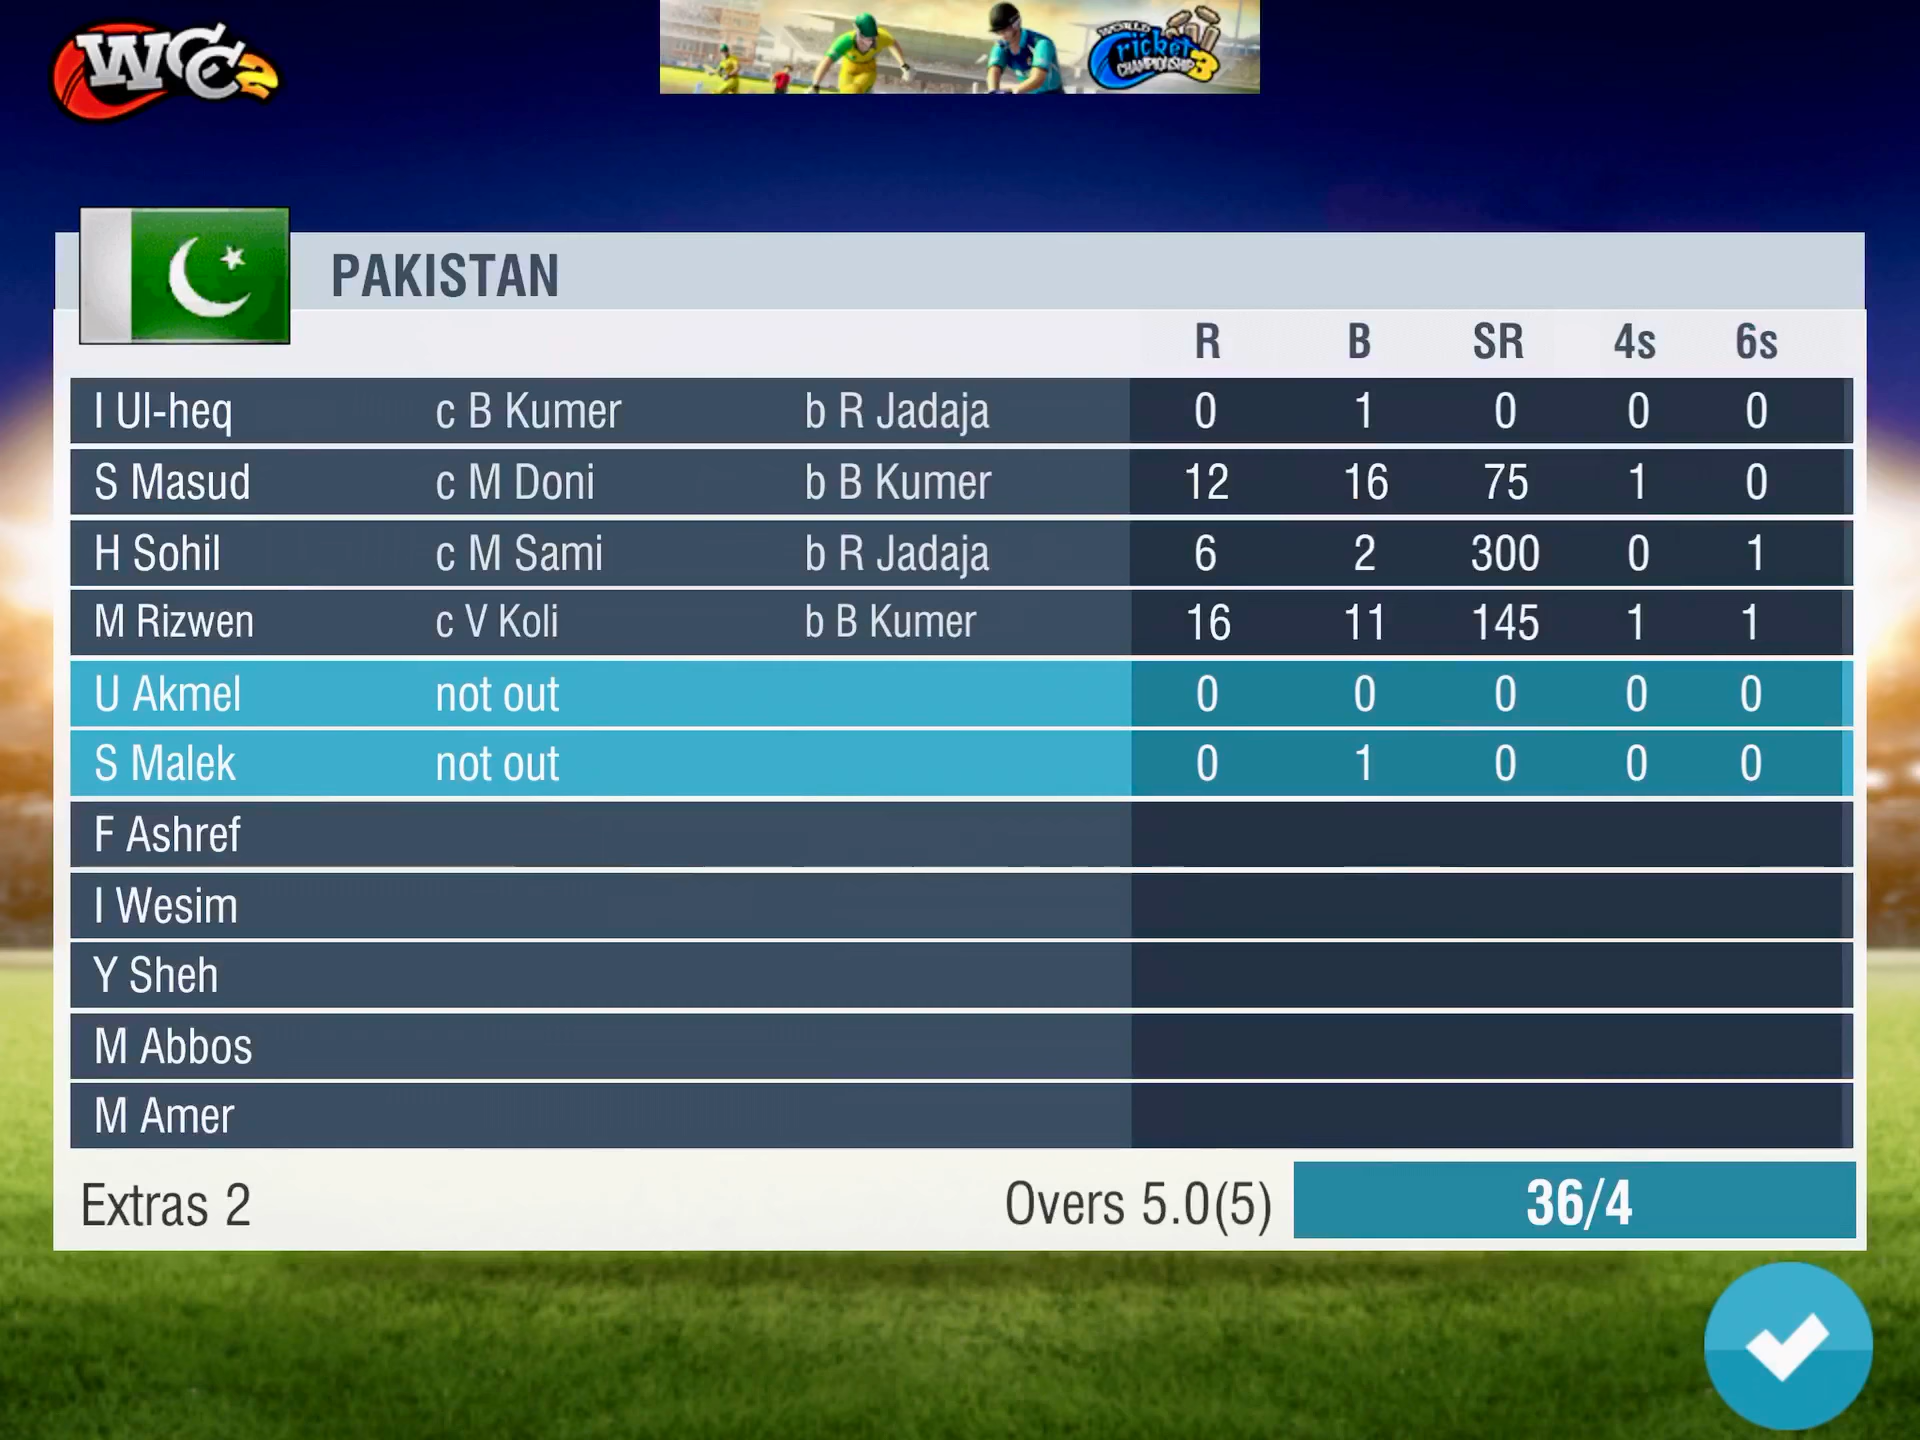 WCC2
WORLD
Cricket
CHAMPIONSHIP 3
PAKISTAN
R B SR 4s 6s
I Ul-heq c B Kumer b R Jadaja 0 1 0 0 0
S Masud c M Doni b B Kumer 12 16 75 1 0
H Sohil c M Sami b R Jadaja 6 2 300 0 1
M Rizwen c V Koli b B Kumer 16 11 145 1 1
U Akmel not out 0 0 0 0 0
S Malek not out 0 1 0 0 0
F Ashref
I Wesim
Y Sheh
M Abbos
M Amer
Extras 2 Overs 5.0(5) 36/4